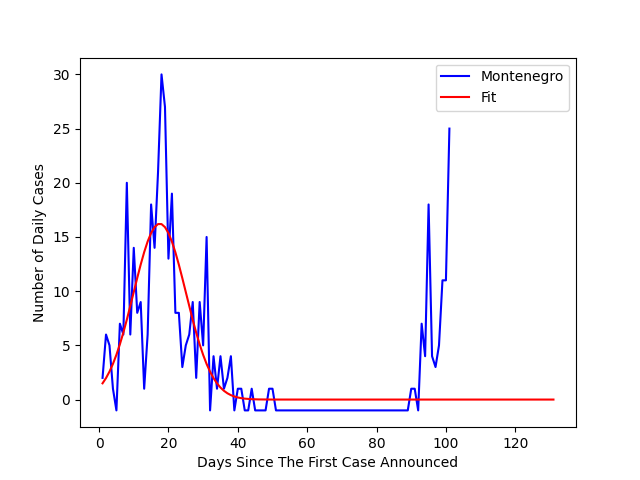 Montenegro
Fit
Number of Daily Cases
30
25
20
15
10
5
0
0 20 40 60 80 100 120
Days Since The First Case Announced